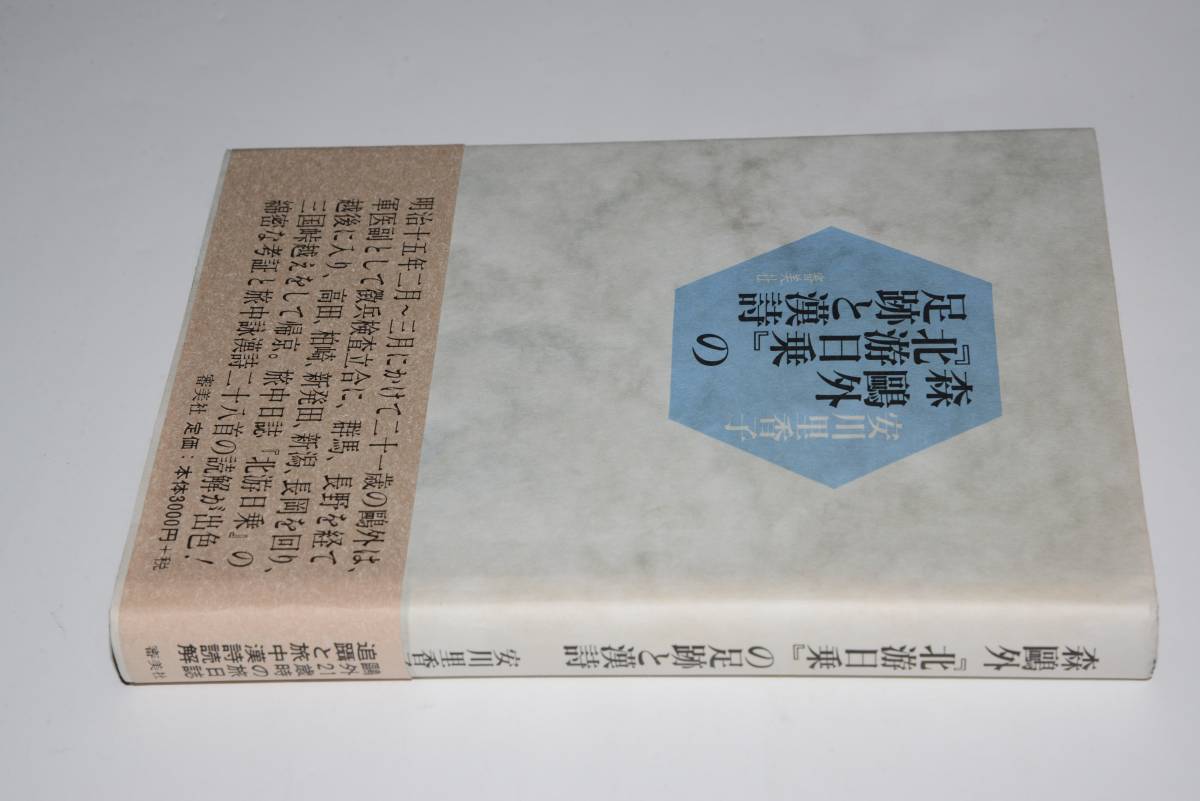 森鷗外
『北游日乗』の
足跡と漢詩
安川里香子
審美社
明治十五年二月～三月にかけて二十一歳の鷗外は、
軍医副として徴兵検査立合に、群馬、長野を経て
越後に入り、高田、柏崎、新発田、新潟、長岡を回り、
三国峠越えをして帰京。旅中日誌『北游日乗』の
緻密な考証と旅中詠漢詩二十八首の読解が出色！
審美社 定価：本体3000円＋税
森鷗外『北游日乗』の足跡と漢詩 安川里香子
鷗外21歳時の旅日誌
追躡と旅中漢詩読解
審美社